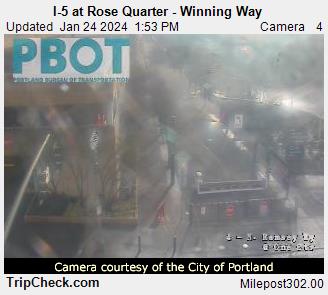 I-5 at Rose Quarter - Winning Way
Updated Jan 24 2024 1:53 PM Camera 4
PBOT
PORTLAND BUREAU OF TRANSPORTATION
Camera courtesy of the City of Portland
TripCheck.com Milepost302.00